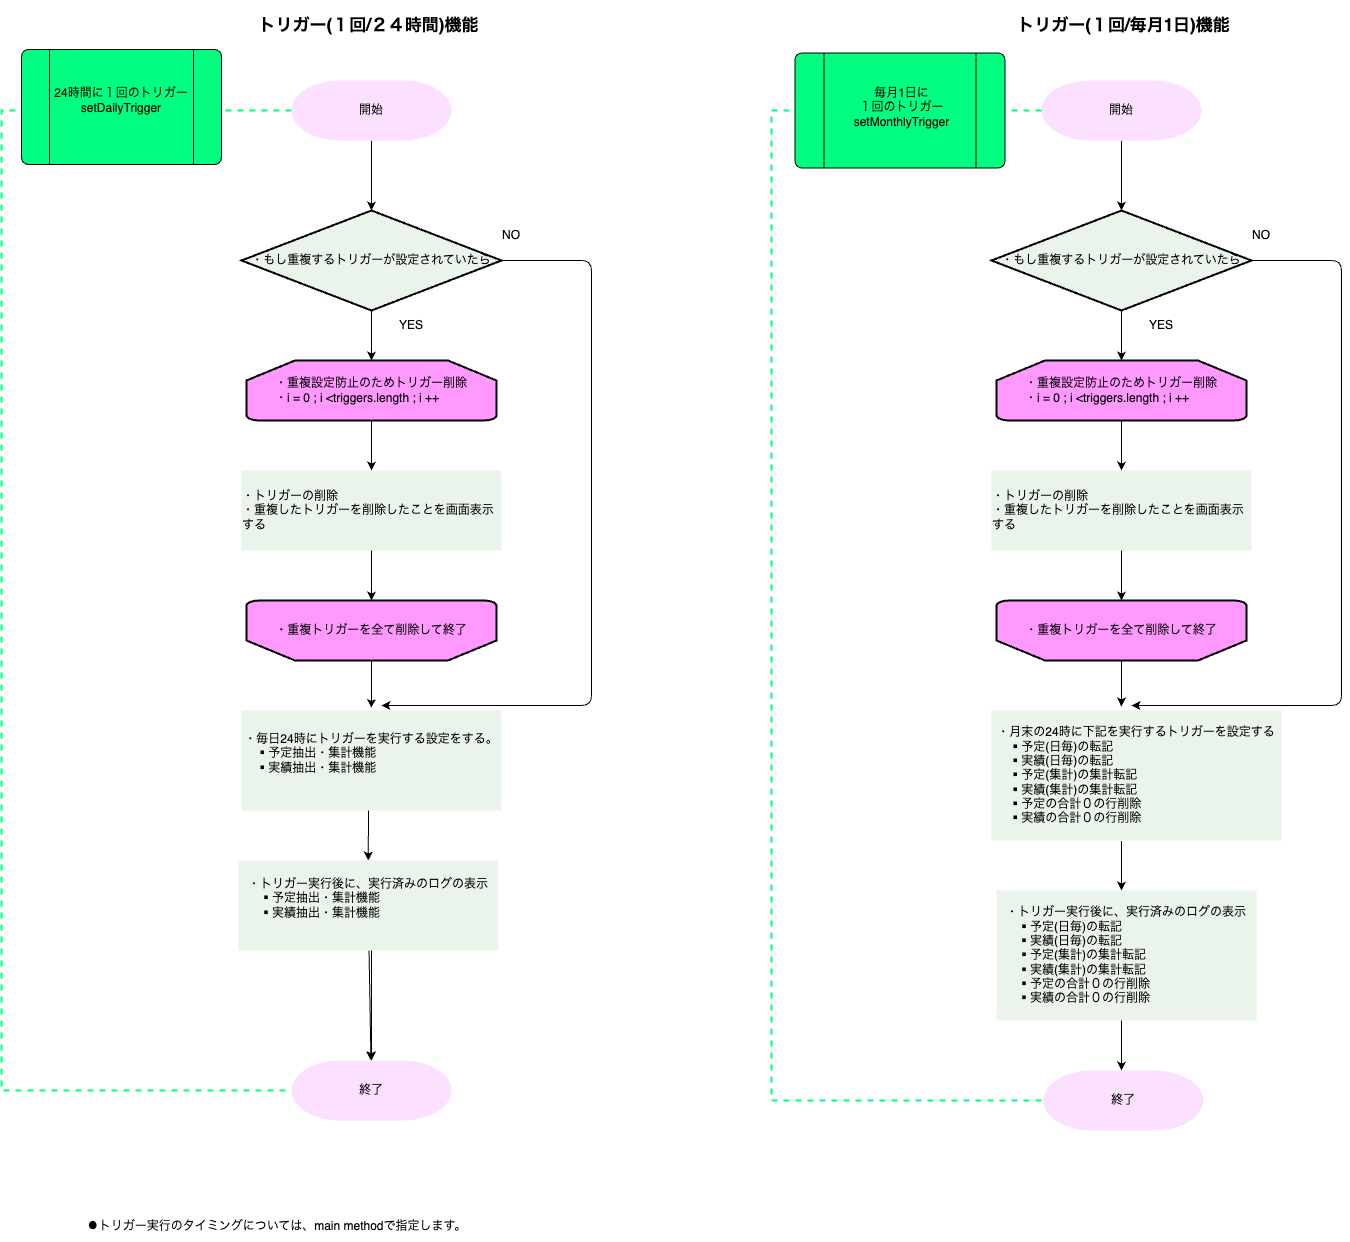 トリガー(１回/２４時間)機能
24時間に１回のトリガー
setDailyTrigger
開始
・もし重複するトリガーが設定されていたら
NO
YES
・重複設定防止のためトリガー削除
・i = 0 ; i <triggers.length ; i ++
・トリガーの削除
・重複したトリガーを削除したことを画面表示
する
・重複トリガーを全て削除して終了
・毎日24時にトリガーを実行する設定をする。
▪予定抽出・集計機能
▪実績抽出・集計機能
・トリガー実行後に、実行済みのログの表示
▪予定抽出・集計機能
▪実績抽出・集計機能
終了
●トリガー実行のタイミングについては、main methodで指定します。
トリガー(１回/毎月1日)機能
毎月1日に
１回のトリガー
setMonthlyTrigger
開始
・もし重複するトリガーが設定されていたら
NO
YES
・重複設定防止のためトリガー削除
・i = 0 ; i <triggers.length ; i ++
・トリガーの削除
・重複したトリガーを削除したことを画面表示
する
・重複トリガーを全て削除して終了
・月末の24時に下記を実行するトリガーを設定する
▪予定(日毎)の転記
▪実績(日毎)の転記
▪予定(集計)の集計転記
▪実績(集計)の集計転記
▪予定の合計０の行削除
▪実績の合計０の行削除
・トリガー実行後に、実行済みのログの表示
▪予定(日毎)の転記
▪実績(日毎)の転記
▪予定(集計)の集計転記
▪実績(集計)の集計転記
▪予定の合計０の行削除
▪実績の合計０の行削除
終了